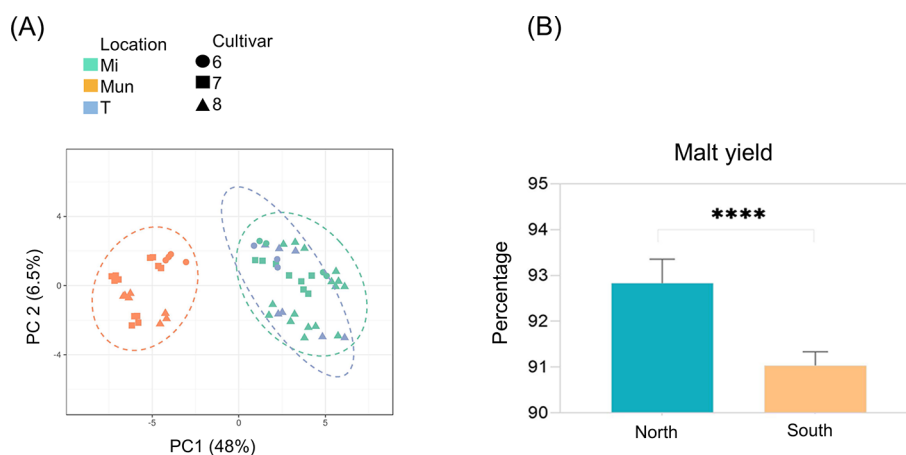 (A)
Location
Mi
Mun
T
Cultivar
6
7
8
PC 2 (6.5%)
4
0
-4
-5
0
5
PC1 (48%)
(B)
Malt yield
Percentage
95
94
93
92
91
90
****
North
South